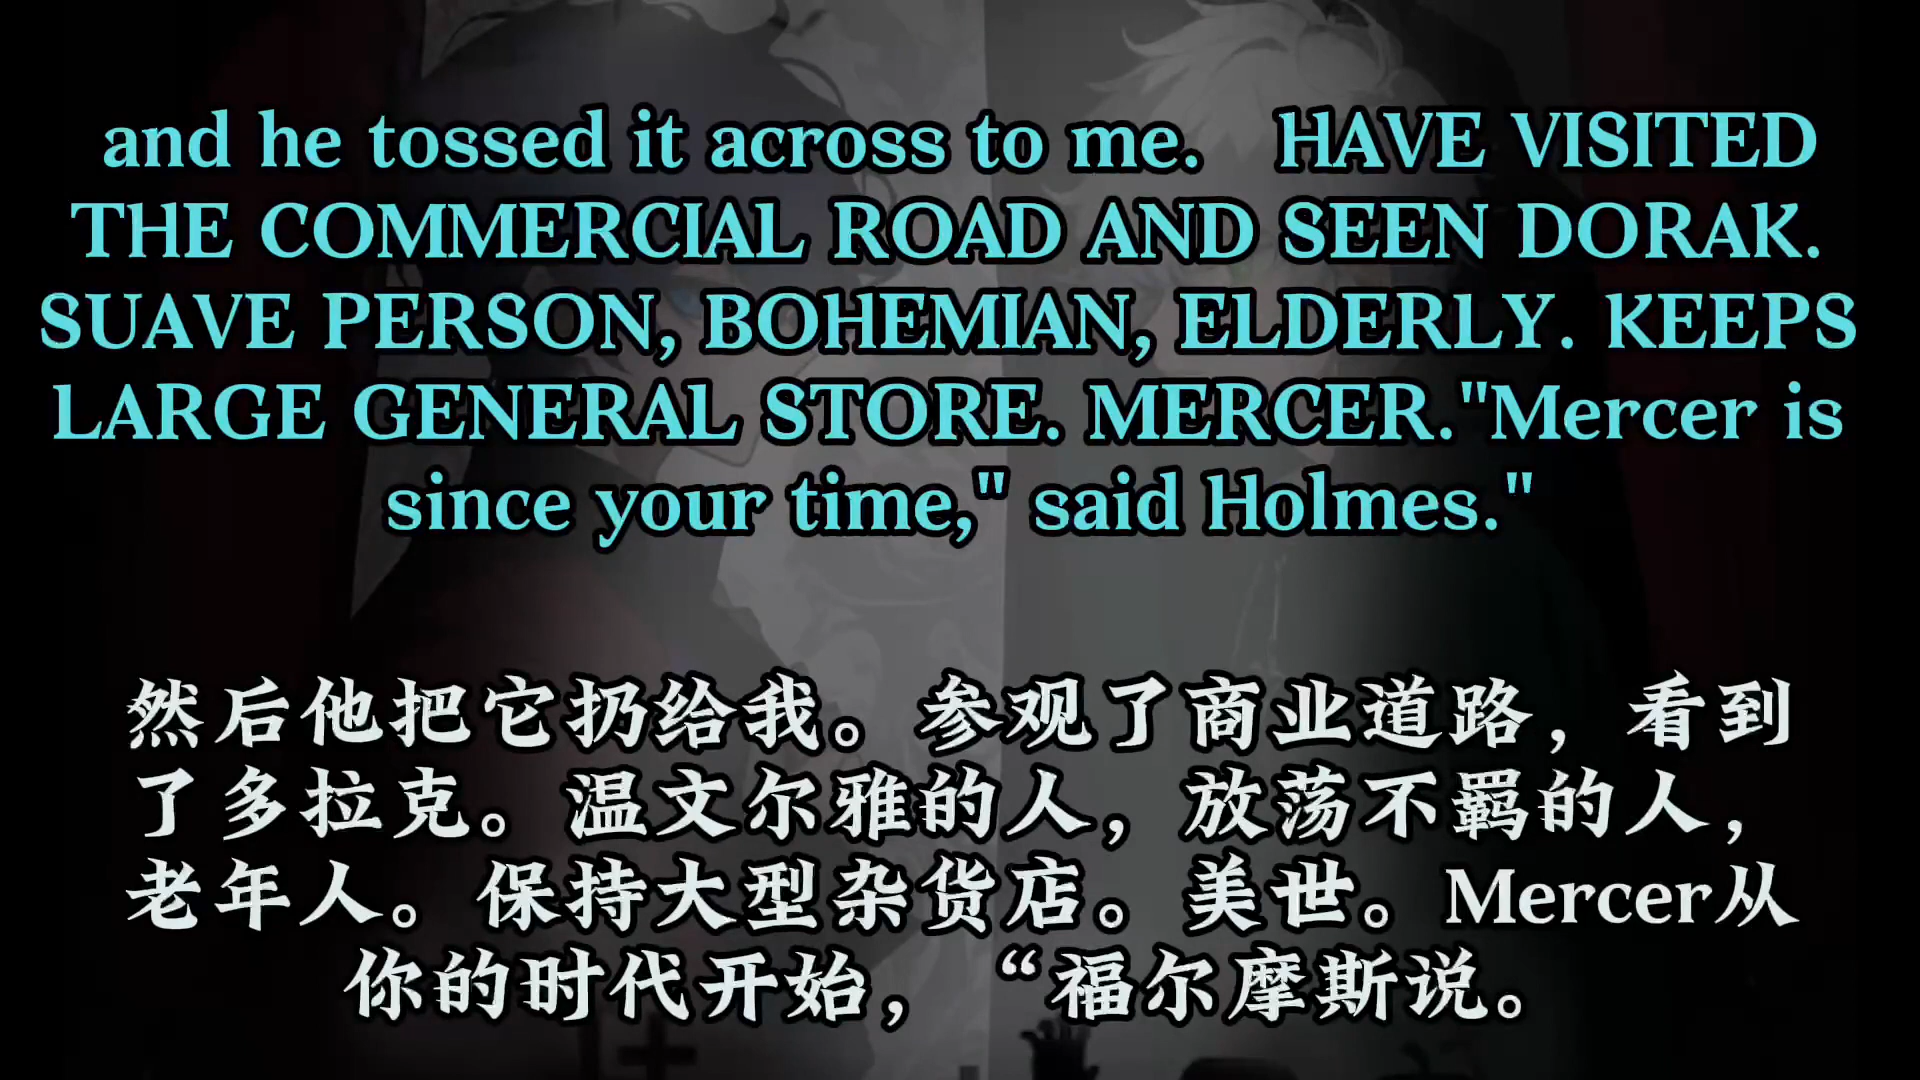 and he tossed it across to me. HAVE VISITED
THE COMMERCIAL ROAD AND SEEN DORAK.
SUAVE PERSON, BOHEMIAN, ELDERLY. KEEPS
LARGE GENERAL STORE. MERCER."Mercer is
since your time," said Holmes."
然后他把它扔给我。参观了商业道路，看到
了多拉克。温文尔雅的人，放荡不羁的人，
老年人。保持大型杂货店。美世。Mercer从
你的时代开始，“福尔摩斯说。